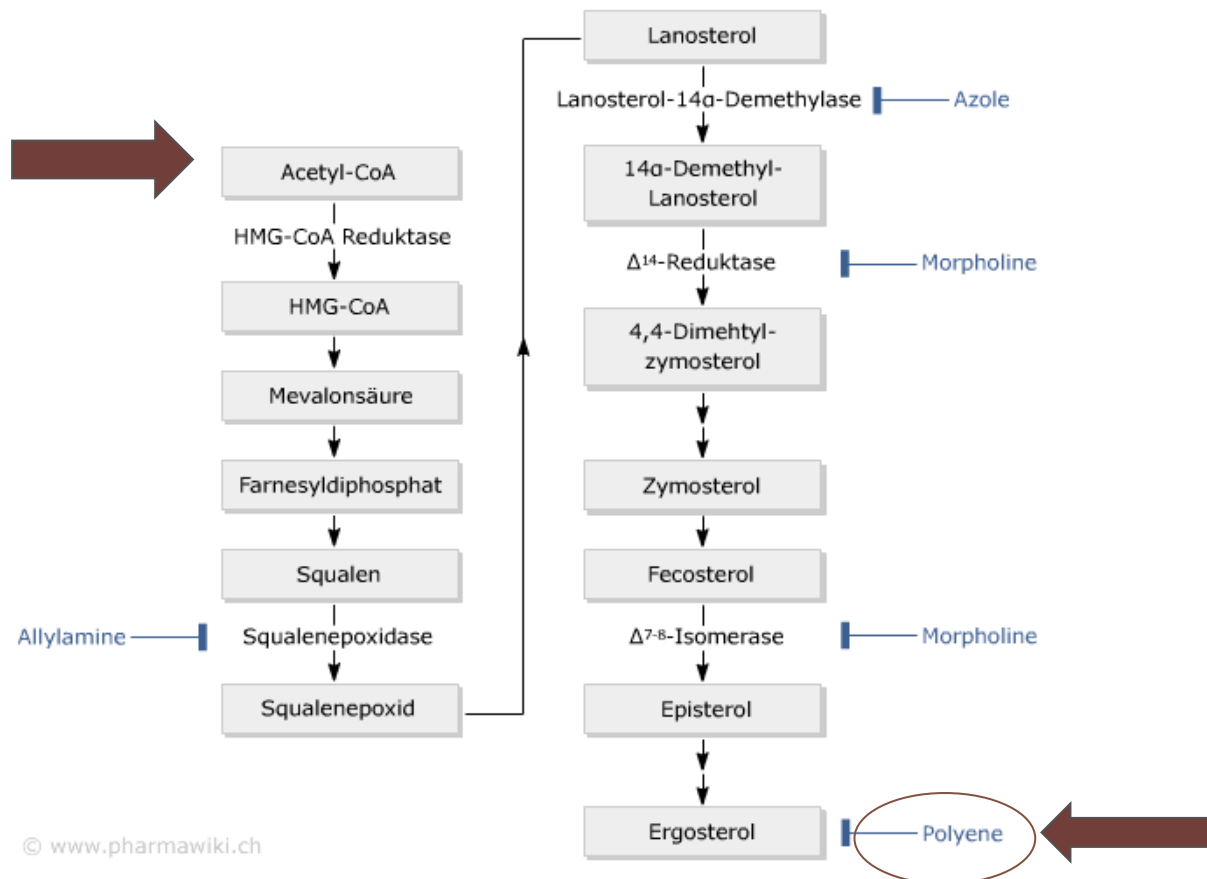 Acetyl-CoA
HMG-CoA Reduktase
HMG-CoA
Mevalonsäure
Farnesyldiphosphat
Squalen
Allylamine
Squalenepoxidase
Squalenepoxid
Lanosterol
Lanosterol-14α-Demethylase
Azole
14α-Demethyl-
Lanosterol
Δ¹⁴-Reduktase
Morpholine
4,4-Dimehtyl-
zymosterol
Zymosterol
Fecosterol
Δ⁷⁻⁸-Isomerase
Morpholine
Episterol
Ergosterol
Polyene
© www.pharmawiki.ch